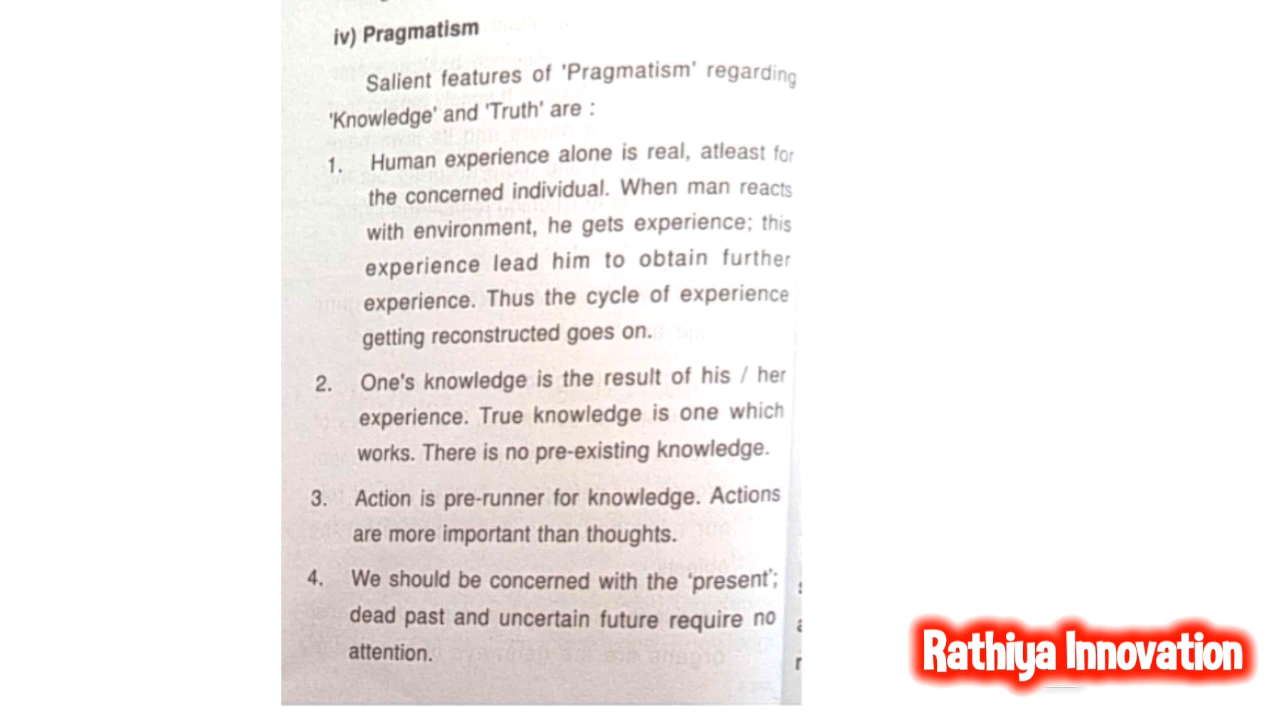 iv) Pragmatism
Salient features of 'Pragmatism' regarding
'Knowledge' and 'Truth' are :
1. Human experience alone is real, atleast for
the concerned individual. When man reacts
with environment, he gets experience; this
experience lead him to obtain further
experience. Thus the cycle of experience
getting reconstructed goes on.
2. One's knowledge is the result of his / her
experience. True knowledge is one which
works. There is no pre-existing knowledge.
3. Action is pre-runner for knowledge. Actions
are more important than thoughts.
4. We should be concerned with the 'present';
dead past and uncertain future require no
attention.
Rathiya Innovation